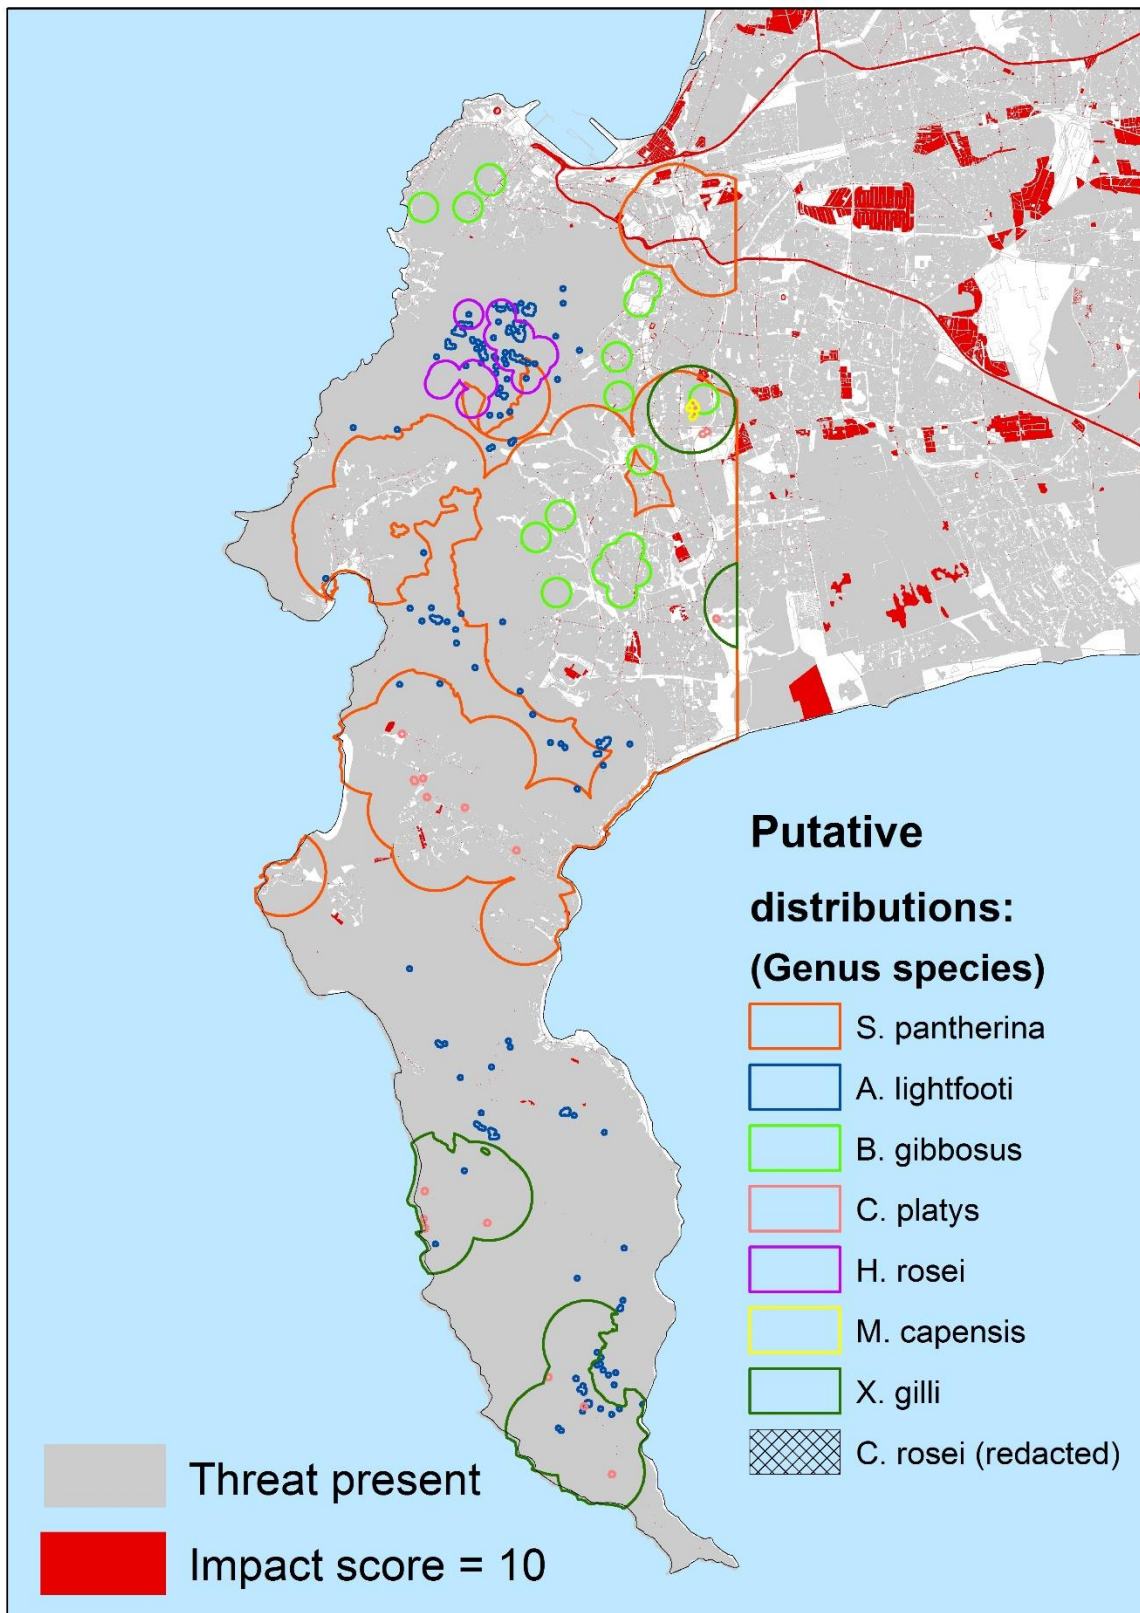 Putative
distributions:
(Genus species)
S. pantherina
A. lightfooti
B. gibbosus
C. platys
H. rosei
M. capensis
X. gilli
C. rosei (redacted)
Threat present
Impact score = 10